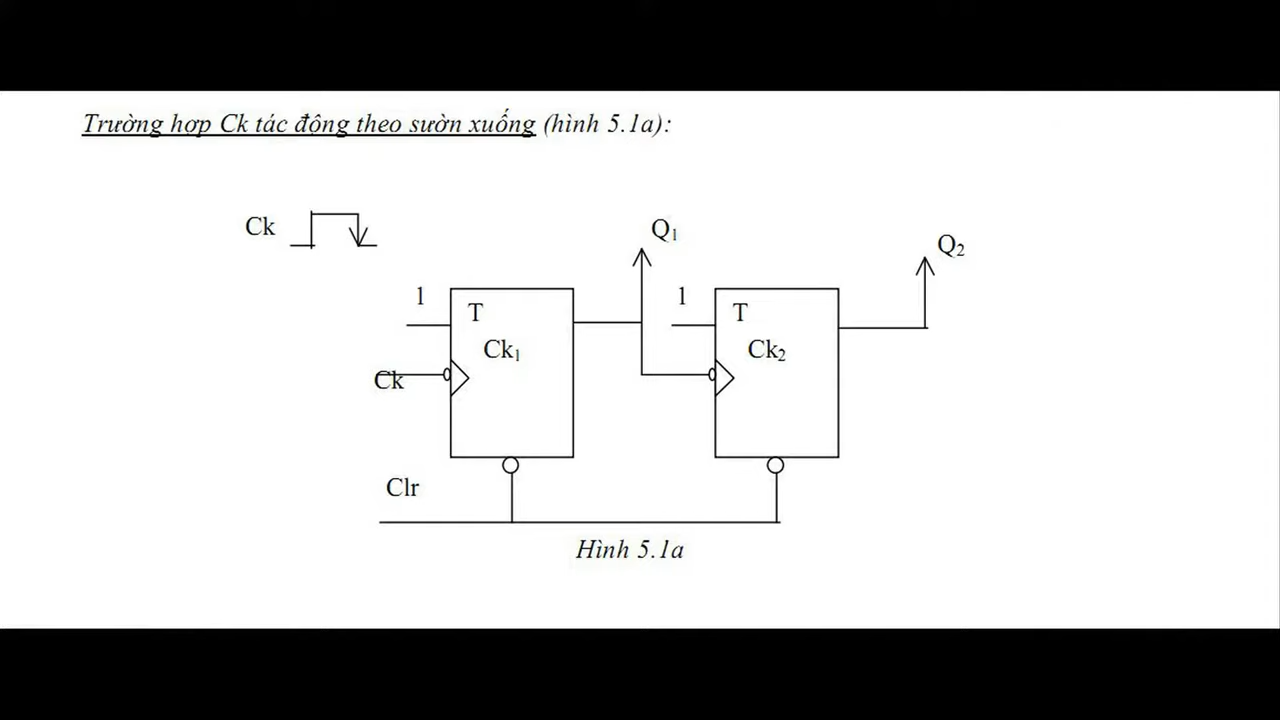 Trường hợp Ck tác động theo sườn xuống (hình 5.1a):
Ck
Q₁
Q₂
1
T
Ck₁
1
T
Ck₂
Ck
Clr
Hình 5.1a